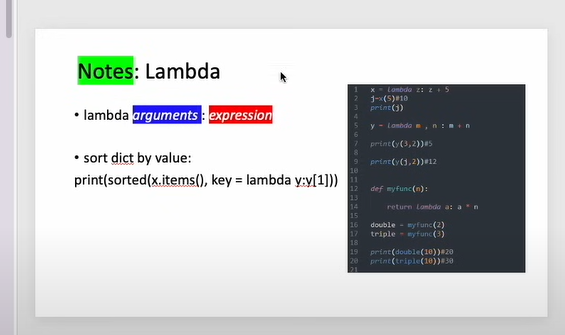 Notes: Lambda
• lambda arguments : expression
• sort dict by value:
print(sorted(x.items(), key = lambda y:y[1]))
1 x = lambda z: z + 5
2 j=x(5)#10
3 print(j)
4
5 y = lambda m , n : m + n
6
7 print(y(3,2))#5
8
9 print(y(j,2))#12
10
11
12 def myfunc(n):
13
14 return lambda a: a * n
15
16 double = myfunc(2)
17 triple = myfunc(3)
18
19 print(double(10))#20
20 print(triple(10))#30
21